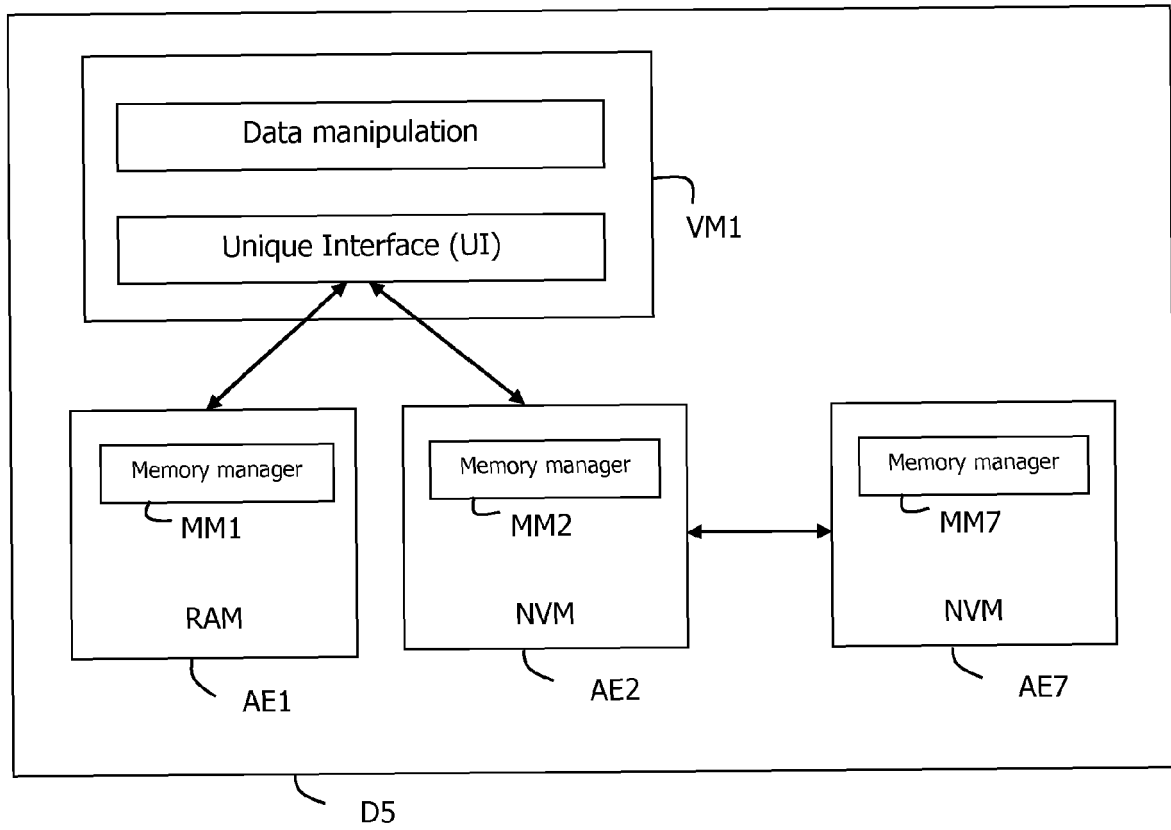 Data manipulation
Unique Interface (UI)
VM1
Memory manager
MM1
RAM
AE1
Memory manager
MM2
NVM
AE2
Memory manager
MM7
NVM
AE7
D5